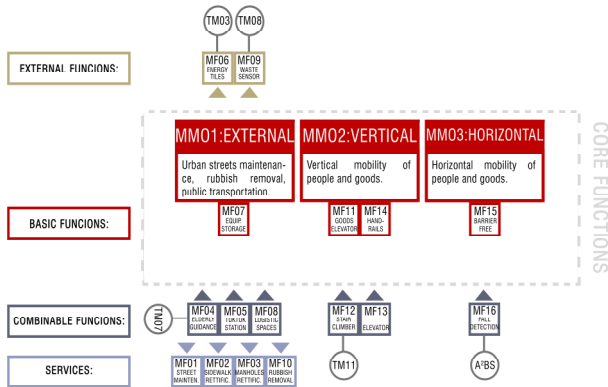 TM03 TM08
EXTERNAL FUNCIONS:
MF06 MF09
ENERGY WASTE
TILES SENSOR
MMO1:EXTERNAL MMO2:VERTICAL MMO3:HORIZONTAL
Urban streets maintenan- Vertical mobility of Horizontal mobility of
ce, rubbish removal, people and goods. people and goods.
public transportation.
CORE FUNCTIONS
BASIC FUNCIONS:
MF07 MF11 MF14 MF15
EQUIP. GOODS HAND- BARRIER
STORAGE ELEVATOR RAILS FREE
TM07
COMBINABLE FUNCIONS:
MF04 MF05 MF08 MF12 MF13 MF16
ELDERLY TUKTUK LOGISTIC STAIR FALL
GUIDANCE STATION SPACES CLIMBER ELEVATOR DETECTION
SERVICES:
MF01 MF02 MF03 MF10 TM11 A²BS
STREET SIDEWALK MANHOLES RUBBISH
MAINTEN. RETTIFIC. RETTIFIC. REMOVAL